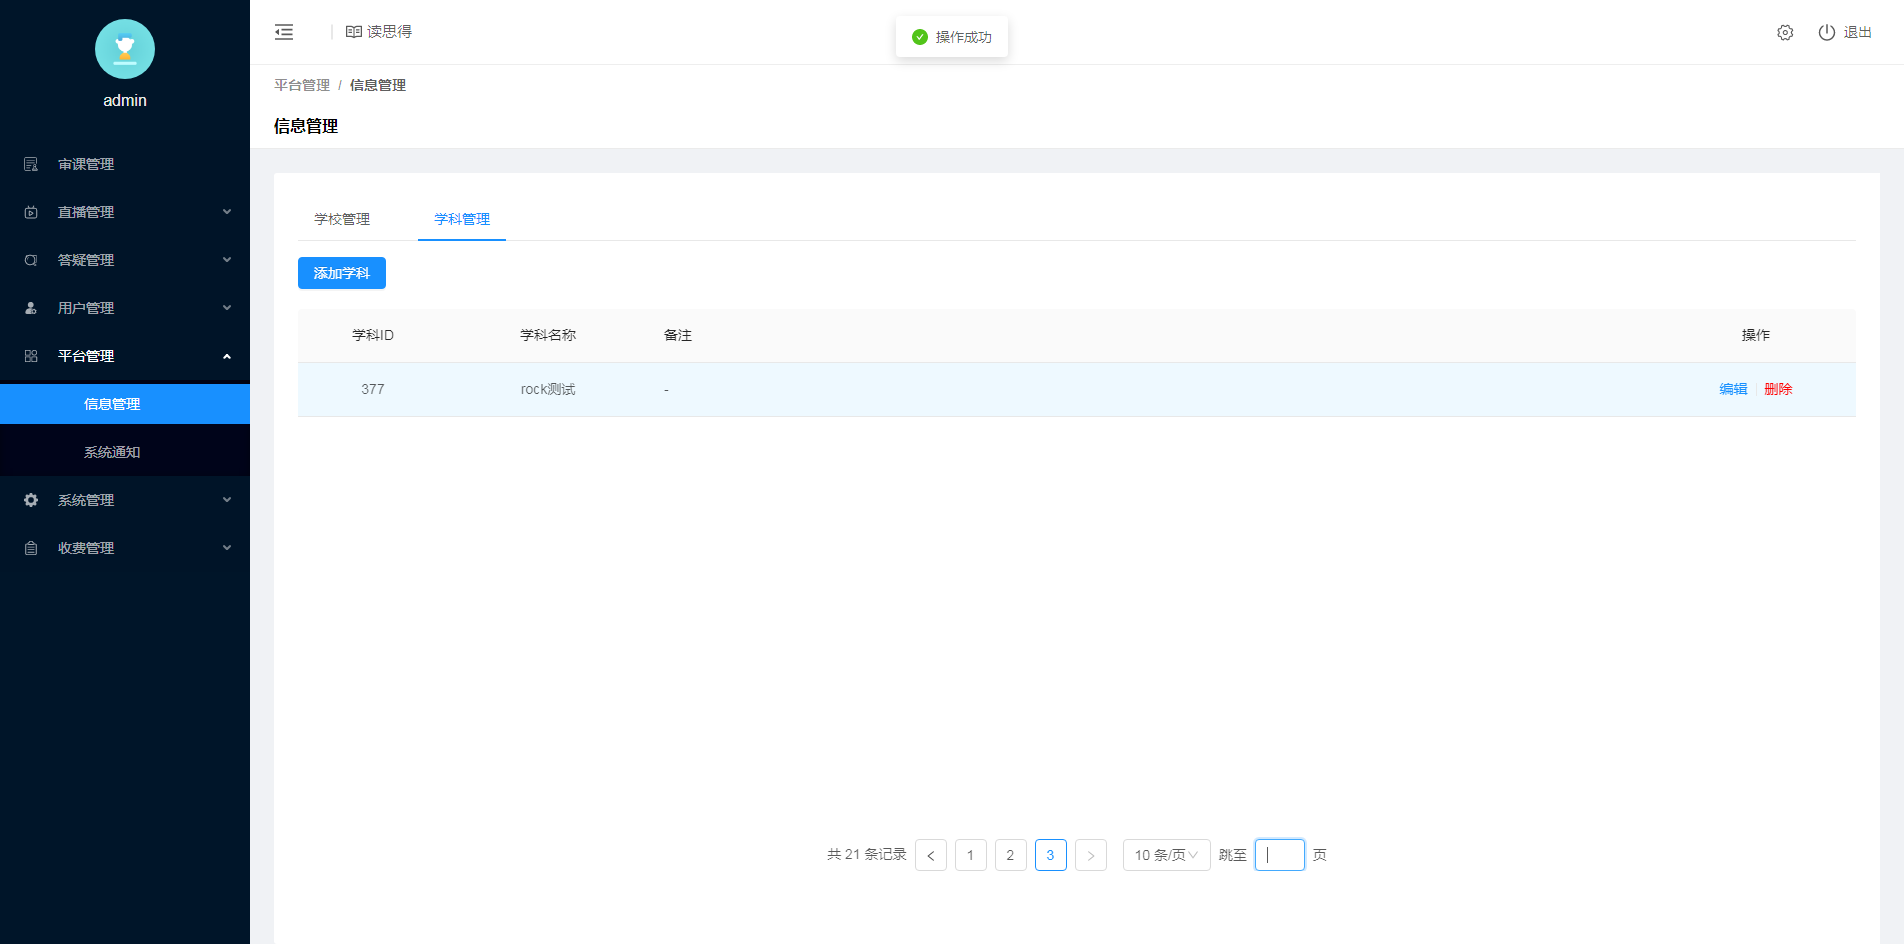 admin
审课管理
直播管理
答疑管理
用户管理
平台管理
信息管理
系统通知
系统管理
收费管理
读思得
操作成功
退出
平台管理 / 信息管理
信息管理
学校管理 学科管理
添加学科
学科ID 学科名称 备注 操作
377 rock测试 - 编辑 删除
共 21 条记录 < 1 2 3 > 10 条/页 跳至 页